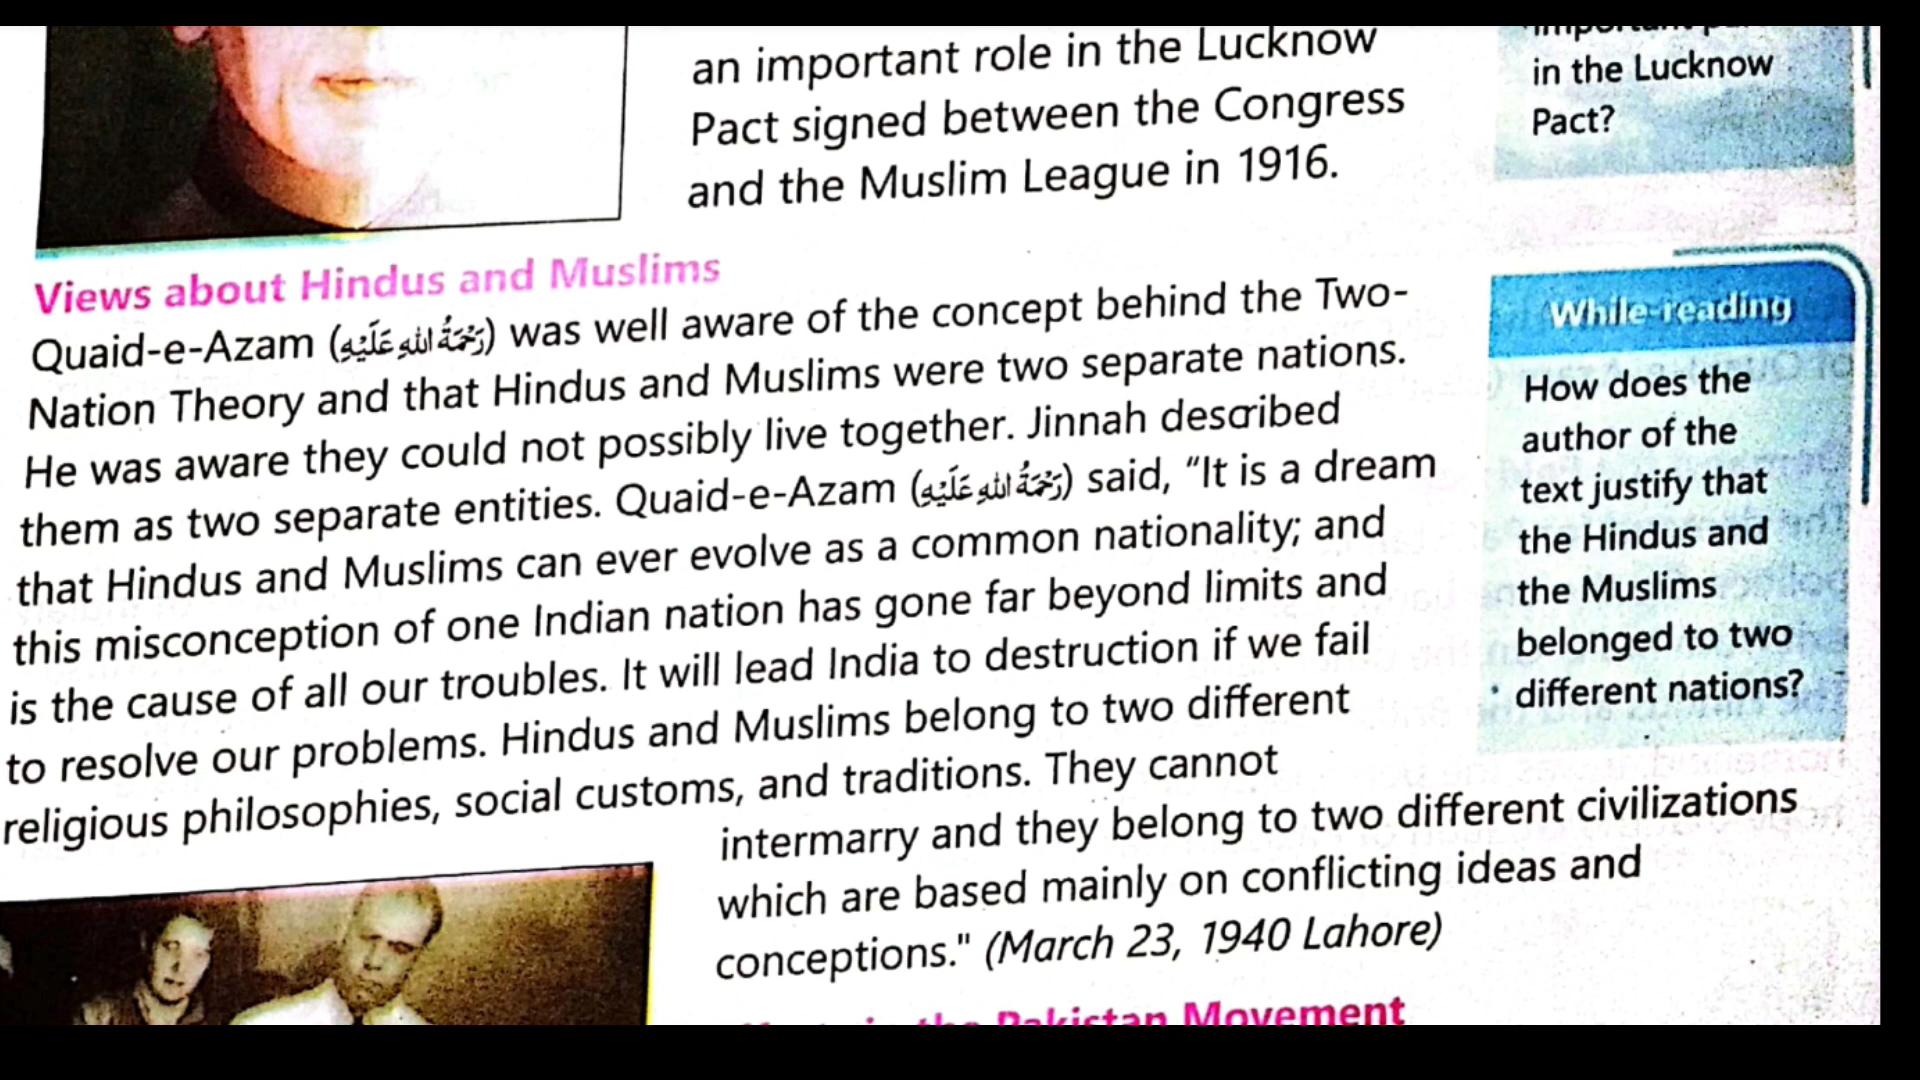 an important role in the Lucknow
Pact signed between the Congress
and the Muslim League in 1916.
in the Lucknow
Pact?
Views about Hindus and Muslims
Quaid-e-Azam (رَحْمَةُ اللهِ عَلَيْهِ) was well aware of the concept behind the Two-
Nation Theory and that Hindus and Muslims were two separate nations.
He was aware they could not possibly live together. Jinnah described
them as two separate entities. Quaid-e-Azam (رَحْمَةُ اللهِ عَلَيْهِ) said, “It is a dream
that Hindus and Muslims can ever evolve as a common nationality; and
this misconception of one Indian nation has gone far beyond limits and
is the cause of all our troubles. It will lead India to destruction if we fail
to resolve our problems. Hindus and Muslims belong to two different
religious philosophies, social customs, and traditions. They cannot
intermarry and they belong to two different civilizations
which are based mainly on conflicting ideas and
conceptions." (March 23, 1940 Lahore)
While-reading
How does the
author of the
text justify that
the Hindus and
the Muslims
belonged to two
different nations?
in the Pakistan Movement